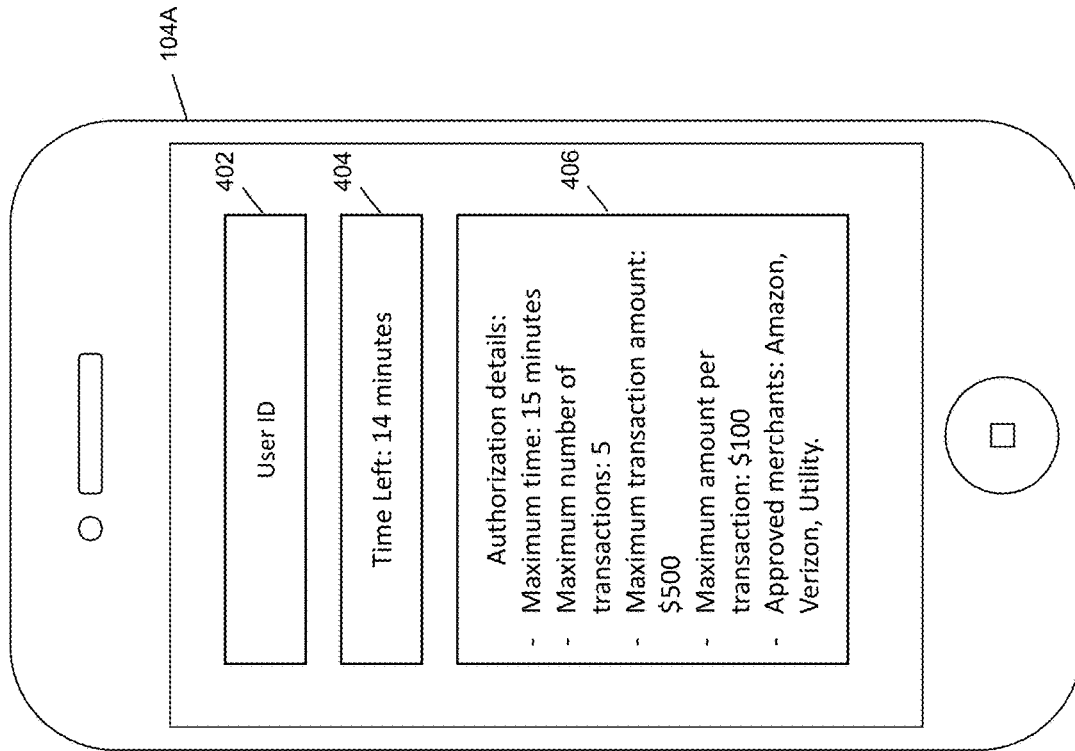 104A
402
User ID
404
Time Left: 14 minutes
406
Authorization details:
- Maximum time: 15 minutes
- Maximum number of
transactions: 5
- Maximum transaction amount:
$500
- Maximum amount per
transaction: $100
- Approved merchants: Amazon,
Verizon, Utility.